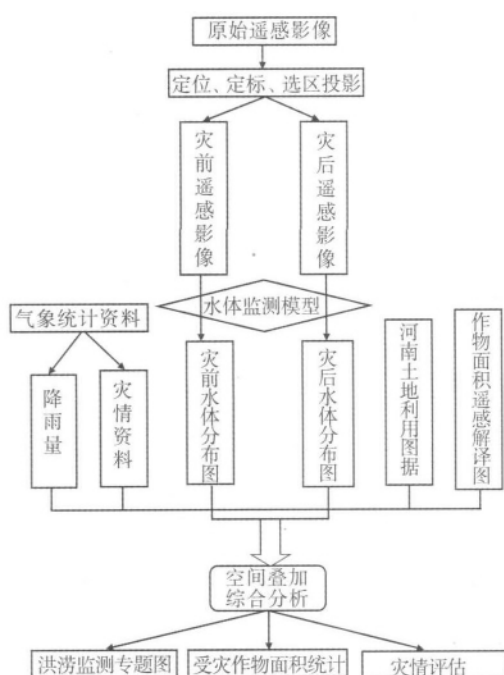 原始遥感影像
定位、定标、选区投影
灾前遥感影像
灾后遥感影像
水体监测模型
气象统计资料
降雨量
灾情资料
灾前水体分布图
灾后水体分布图
河南土地利用图据
作物面积遥感解译图
空间叠加
综合分析
洪涝监测专题图
受灾作物面积统计
灾情评估